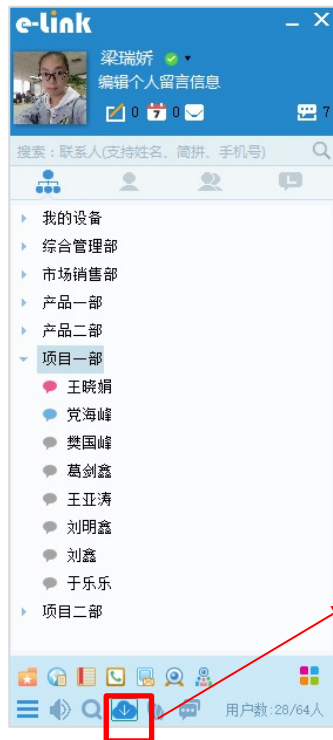 e-Link
梁瑞娇
编辑个人留言信息
0 7 0 7
搜索：联系人(支持姓名、简拼、手机号)
我的设备
综合管理部
市场销售部
产品一部
产品二部
项目一部
王晓娟
党海峰
樊国峰
葛剑鑫
王亚涛
刘明鑫
刘鑫
于乐乐
项目二部
用户数:28/64人